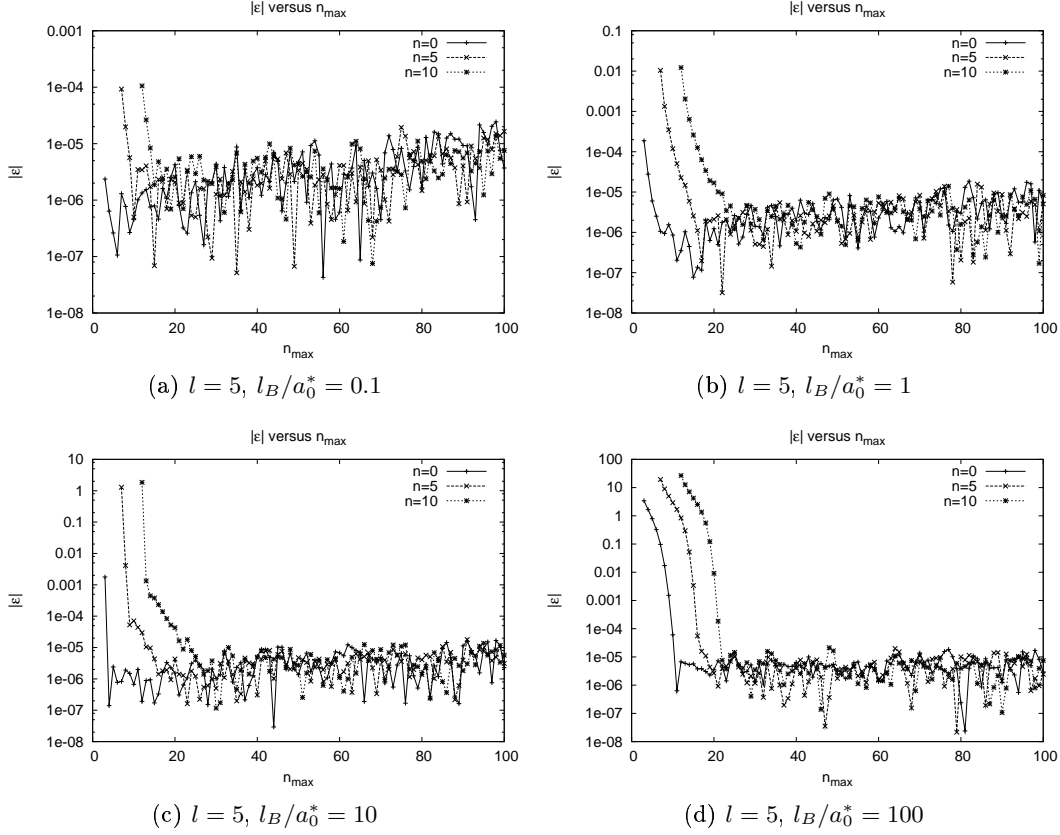 |ε| versus n_max
0.001
1e-04
1e-05
1e-06
1e-07
1e-08
|ε|
0 20 40 60 80 100
n_max
n=0
n=5
n=10
(a) l = 5, l_B/a_0^* = 0.1
|ε| versus n_max
0.1
0.01
0.001
1e-04
1e-05
1e-06
1e-07
1e-08
|ε|
0 20 40 60 80 100
n_max
n=0
n=5
n=10
(b) l = 5, l_B/a_0^* = 1
|ε| versus n_max
10
1
0.1
0.01
0.001
1e-04
1e-05
1e-06
1e-07
1e-08
|ε|
0 20 40 60 80 100
n_max
n=0
n=5
n=10
(c) l = 5, l_B/a_0^* = 10
|ε| versus n_max
100
10
1
0.1
0.01
0.001
1e-04
1e-05
1e-06
1e-07
1e-08
|ε|
0 20 40 60 80 100
n_max
n=0
n=5
n=10
(d) l = 5, l_B/a_0^* = 100